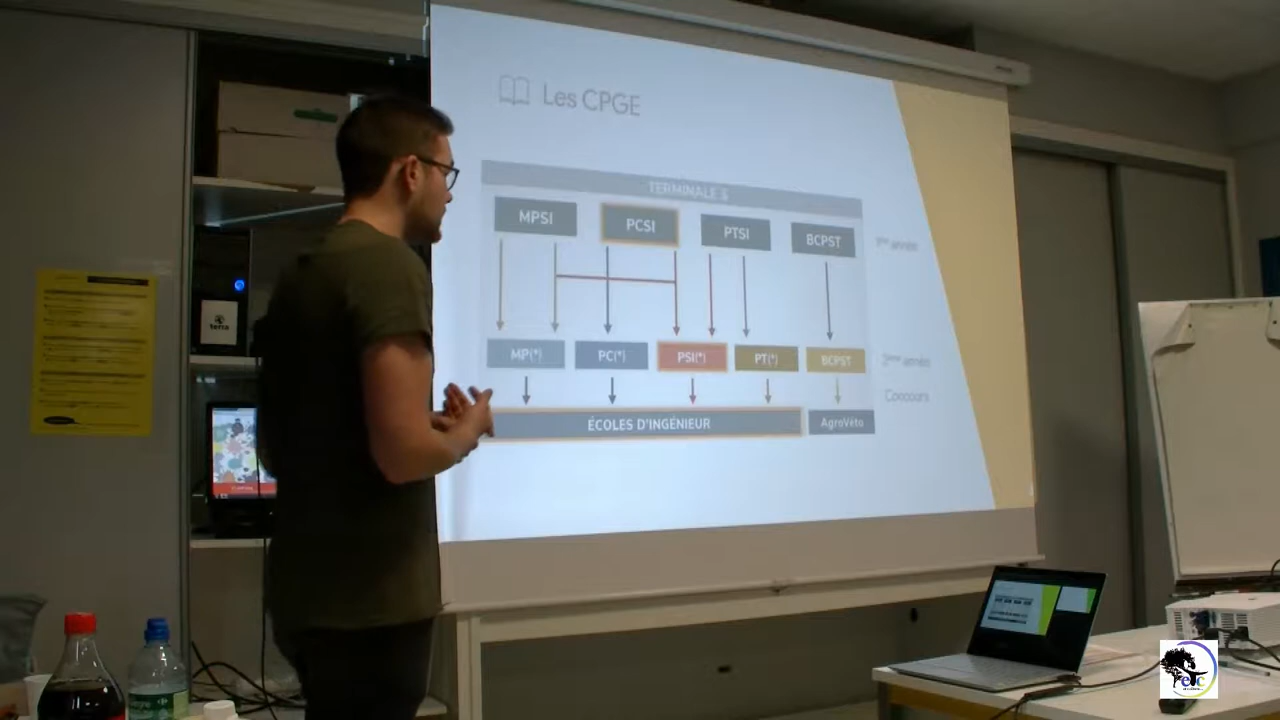 Les CPGE
TERMINALE S
MPSI PCSI PTSI BCPST 1ère année
MP(*) PC(*) PSI(*) PT(*) BCPST 2ème année
Concours
ÉCOLES D'INGÉNIEUR AgroVéto
terra